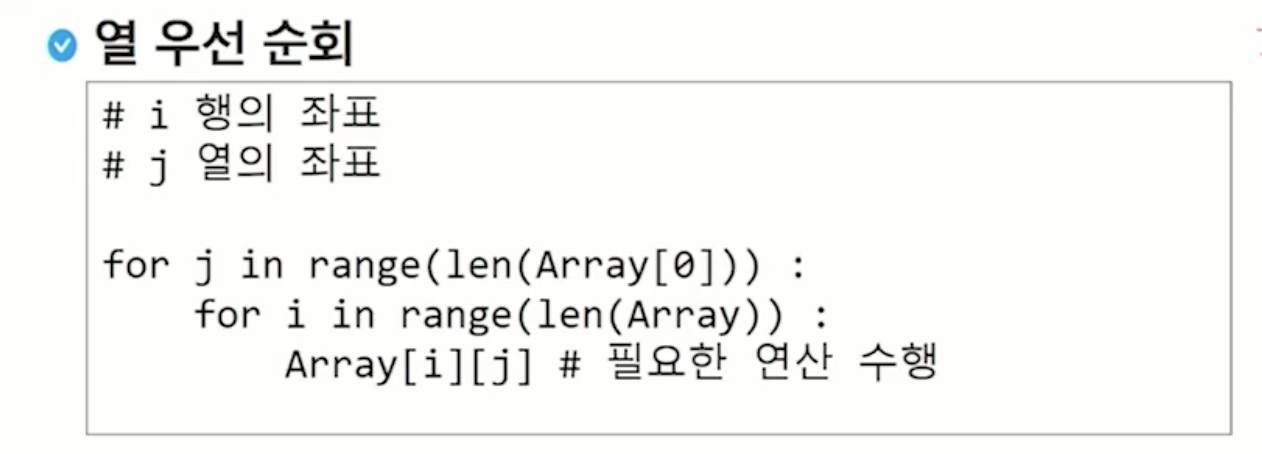 열 우선 순회
# i 행의 좌표
# j 열의 좌표
for j in range(len(Array[0])) :
for i in range(len(Array)) :
Array[i][j] # 필요한 연산 수행